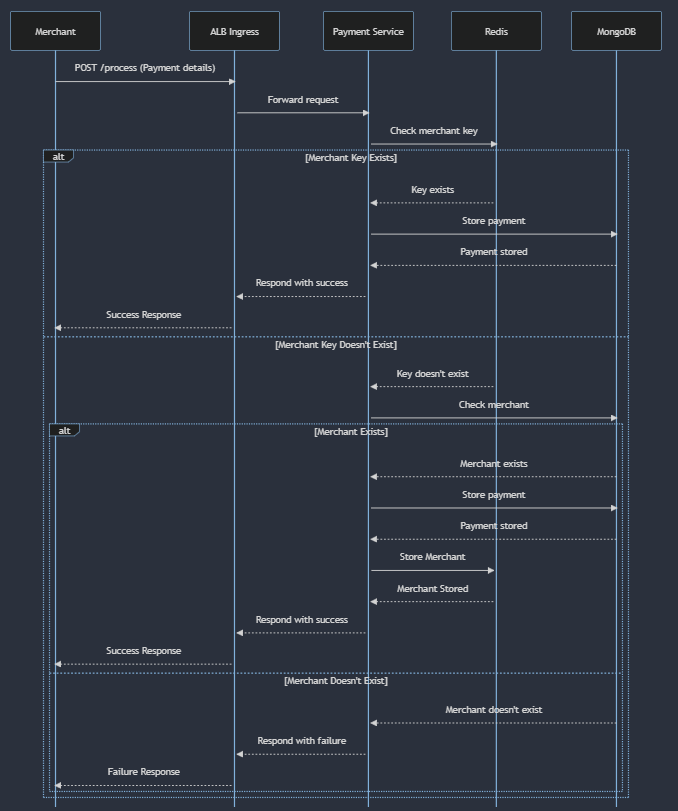 Merchant
ALB Ingress
Payment Service
Redis
MongoDB
POST /process (Payment details)
Forward request
Check merchant key
alt
[Merchant Key Exists]
Key exists
Store payment
Payment stored
Respond with success
Success Response
[Merchant Key Doesn't Exist]
Key doesn't exist
Check merchant
alt
[Merchant Exists]
Merchant exists
Store payment
Payment stored
Store Merchant
Merchant Stored
Respond with success
Success Response
[Merchant Doesn't Exist]
Merchant doesn't exist
Respond with failure
Failure Response